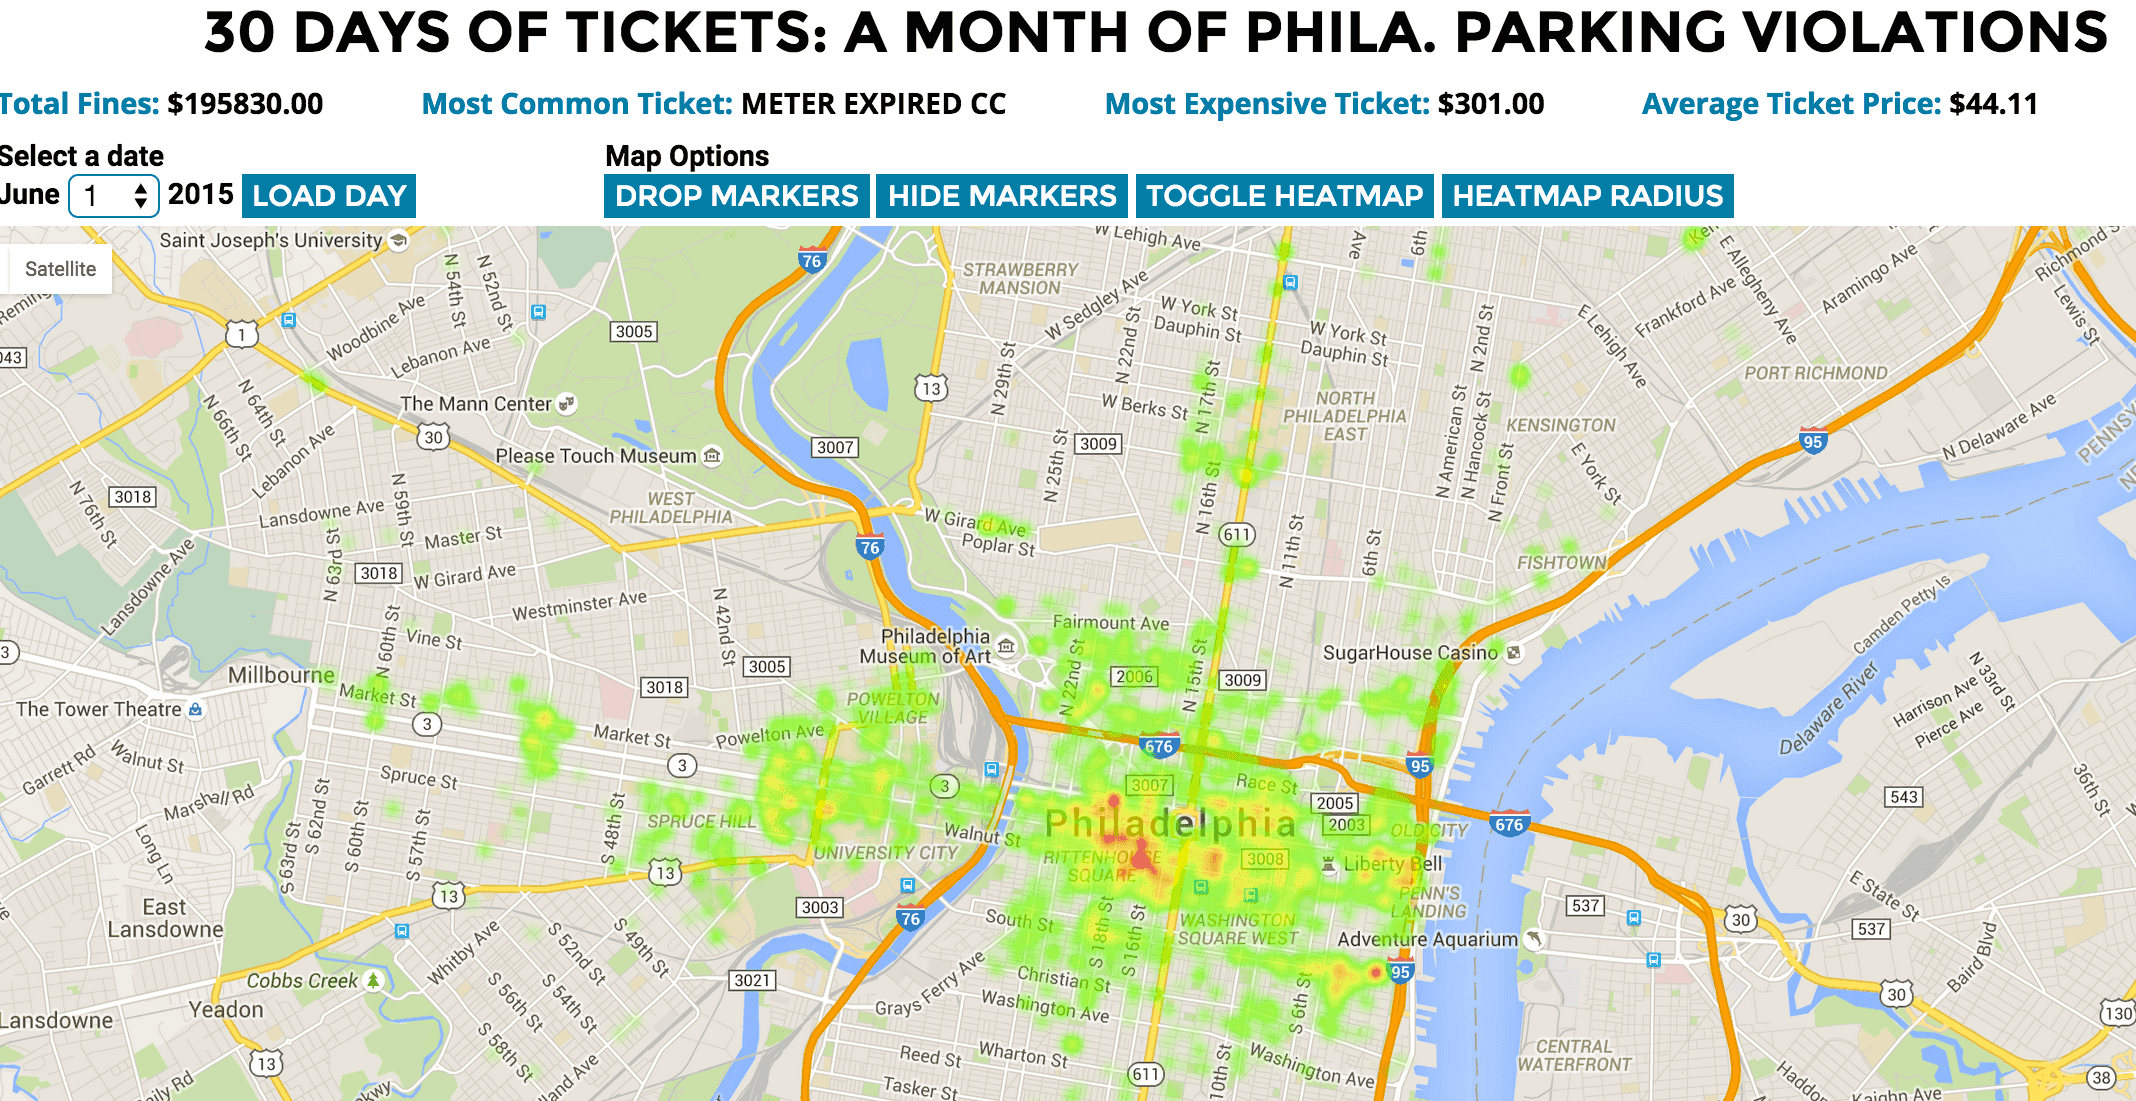 30 DAYS OF TICKETS: A MONTH OF PHILA. PARKING VIOLATIONS
Total Fines: $195830.00
Most Common Ticket: METER EXPIRED CC
Most Expensive Ticket: $301.00
Average Ticket Price: $44.11
Select a date
Map Options
June 1 2015 LOAD DAY
DROP MARKERS HIDE MARKERS TOGGLE HEATMAP HEATMAP RADIUS
Satellite
Saint Joseph's University
N 54th St
N 52nd St
76
W Lehigh Ave
Ave
6th
E Allegheny Ave
Aramingo Ave
Richmond S
Lewis St
STRAWBERRY
MANSION
W Sedgley Ave
W York St
Dauphin St
W York St
Dauphin St
N 2nd St
E Lehigh Ave
Frankford Ave
1
Woodbine Ave
Lebanon Ave
3005
N 22nd St
N 29th St
13
N 17th St
PORT RICHMOND
043
The Mann Center
N 64th St
N 66th St
Lebanon Ave
30
W Berks St
NORTH
PHILADELPHIA
EAST
N American St
N Hancock St
KENSINGTON
N Front St
E York St
95
N Delaware Ave
PENNSY
Please Touch Museum
3007
N 25th St
3009
N 16th St
N 76th St
3018
N 59th St
Lansdowne Ave
WEST
PHILADELPHIA
W Girard Ave
Poplar St
611
N 11th St
6th St
FISHTOWN
Master St
76
N 63rd St
3018
W Girard Ave
Lansdowne Ave
Westminster Ave
N 42nd St
Camden Petty Is
3
N 60th St
Vine St
Philadelphia
Museum of Art
Fairmount Ave
SugarHouse Casino
Millbourne
3005
N 22nd St
2006
N 15th St
3009
Delaware River
N 33rd St
Harrison Ave
Pierce Ave
The Tower Theatre
Market St
3
3018
POWELTON
VILLAGE
Market St
Powelton Ave
676
Garrett Rd
Walnut St
Spruce St
3
3
3007
Race St
95
36th St
Marshall Rd
S 48th St
SPRUCE HILL
Walnut St
Philadelphia
2005
2003
OLD CITY
676
543
Long Ln
S 63rd St
S 62nd St
S 60th St
S 57th St
UNIVERSITY CITY
RITTENHOUSE
SQUARE
3008
Liberty Bell
13
13
3003
76
PENN'S
LANDING
537
30
537
E State St
East
Lansdowne
South St
S 18th St
S 16th St
WASHINGTON
SQUARE WEST
Adventure Aquarium
Whitby Ave
S 52nd St
S 49th St
Cobbs Creek
3021
Grays Ferry Ave
Christian St
S 6th St
95
Baird Blvd
30
Yeadon
Lansdowne
S 56th St
S 54th St
Washington Ave
130
13
S 58th St
Reed St
Wharton St
611
10th St
Washington Ave
CENTRAL
WATERFRONT
Tasker St
Haddo
Kaighn Ave
38